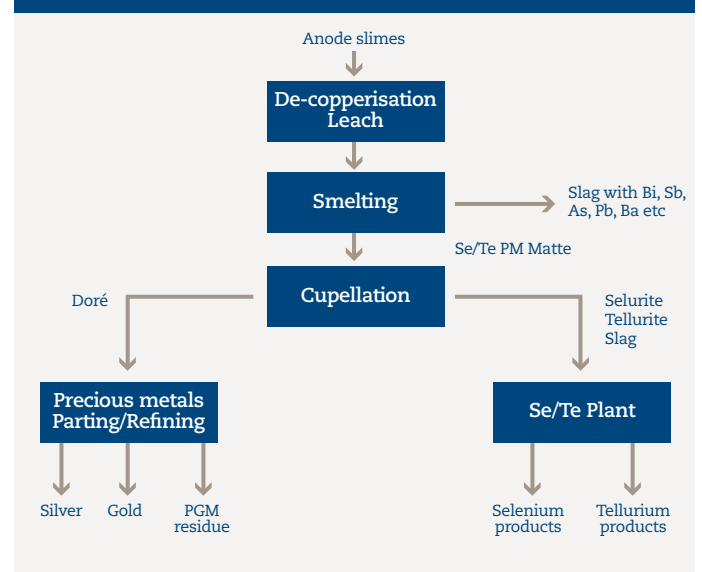 Anode slimes
De-copperisation
Leach
Smelting
Slag with Bi, Sb,
As, Pb, Ba etc
Se/Te PM Matte
Cupellation
Doré
Selurite
Tellurite
Slag
Precious metals
Parting/Refining
Se/Te Plant
Silver
Gold
PGM
residue
Selenium
products
Tellurium
products